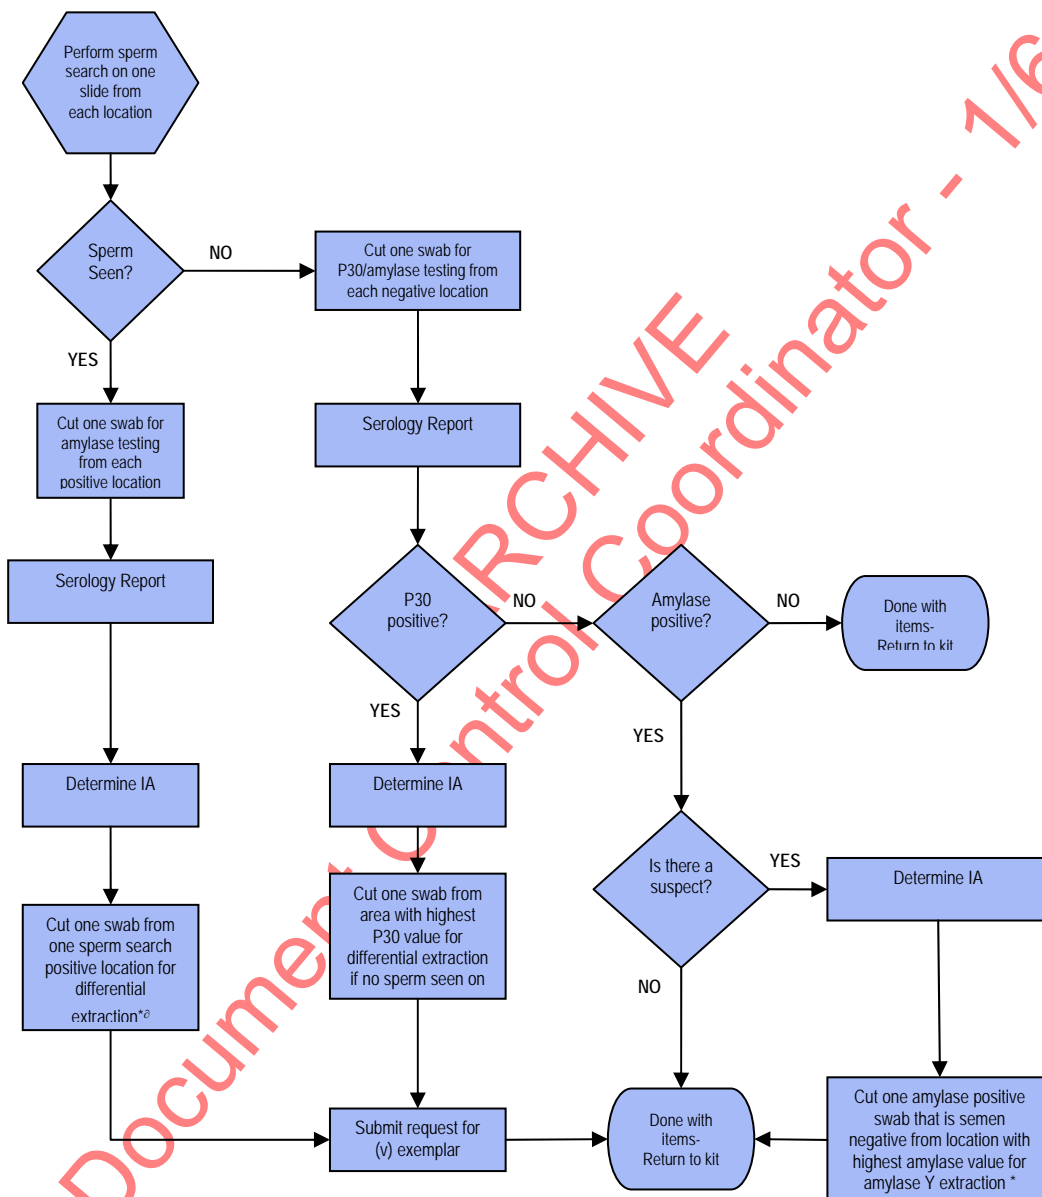 Perform sperm
search on one
slide from
each location
Sperm
Seen?
NO
Cut one swab for
P30/amylase testing from
each negative location
YES
Cut one swab for
amylase testing
from each
positive location
Serology Report
Serology Report
P30
positive?
NO
Amylase
positive?
NO
Done with
items-
Return to kit
YES
YES
Determine IA
Determine IA
Is there a
suspect?
YES
Determine IA
Cut one swab from
one sperm search
positive location for
differential
extraction*∂
Cut one swab from
area with highest
P30 value for
differential extraction
if no sperm seen on
NO
Submit request for
(v) exemplar
Done with
items-
Return to kit
Cut one amylase positive
swab that is semen
negative from location with
highest amylase value for
amylase Y extraction *
ARCHIVE
Document Control Coordinator - 1/6